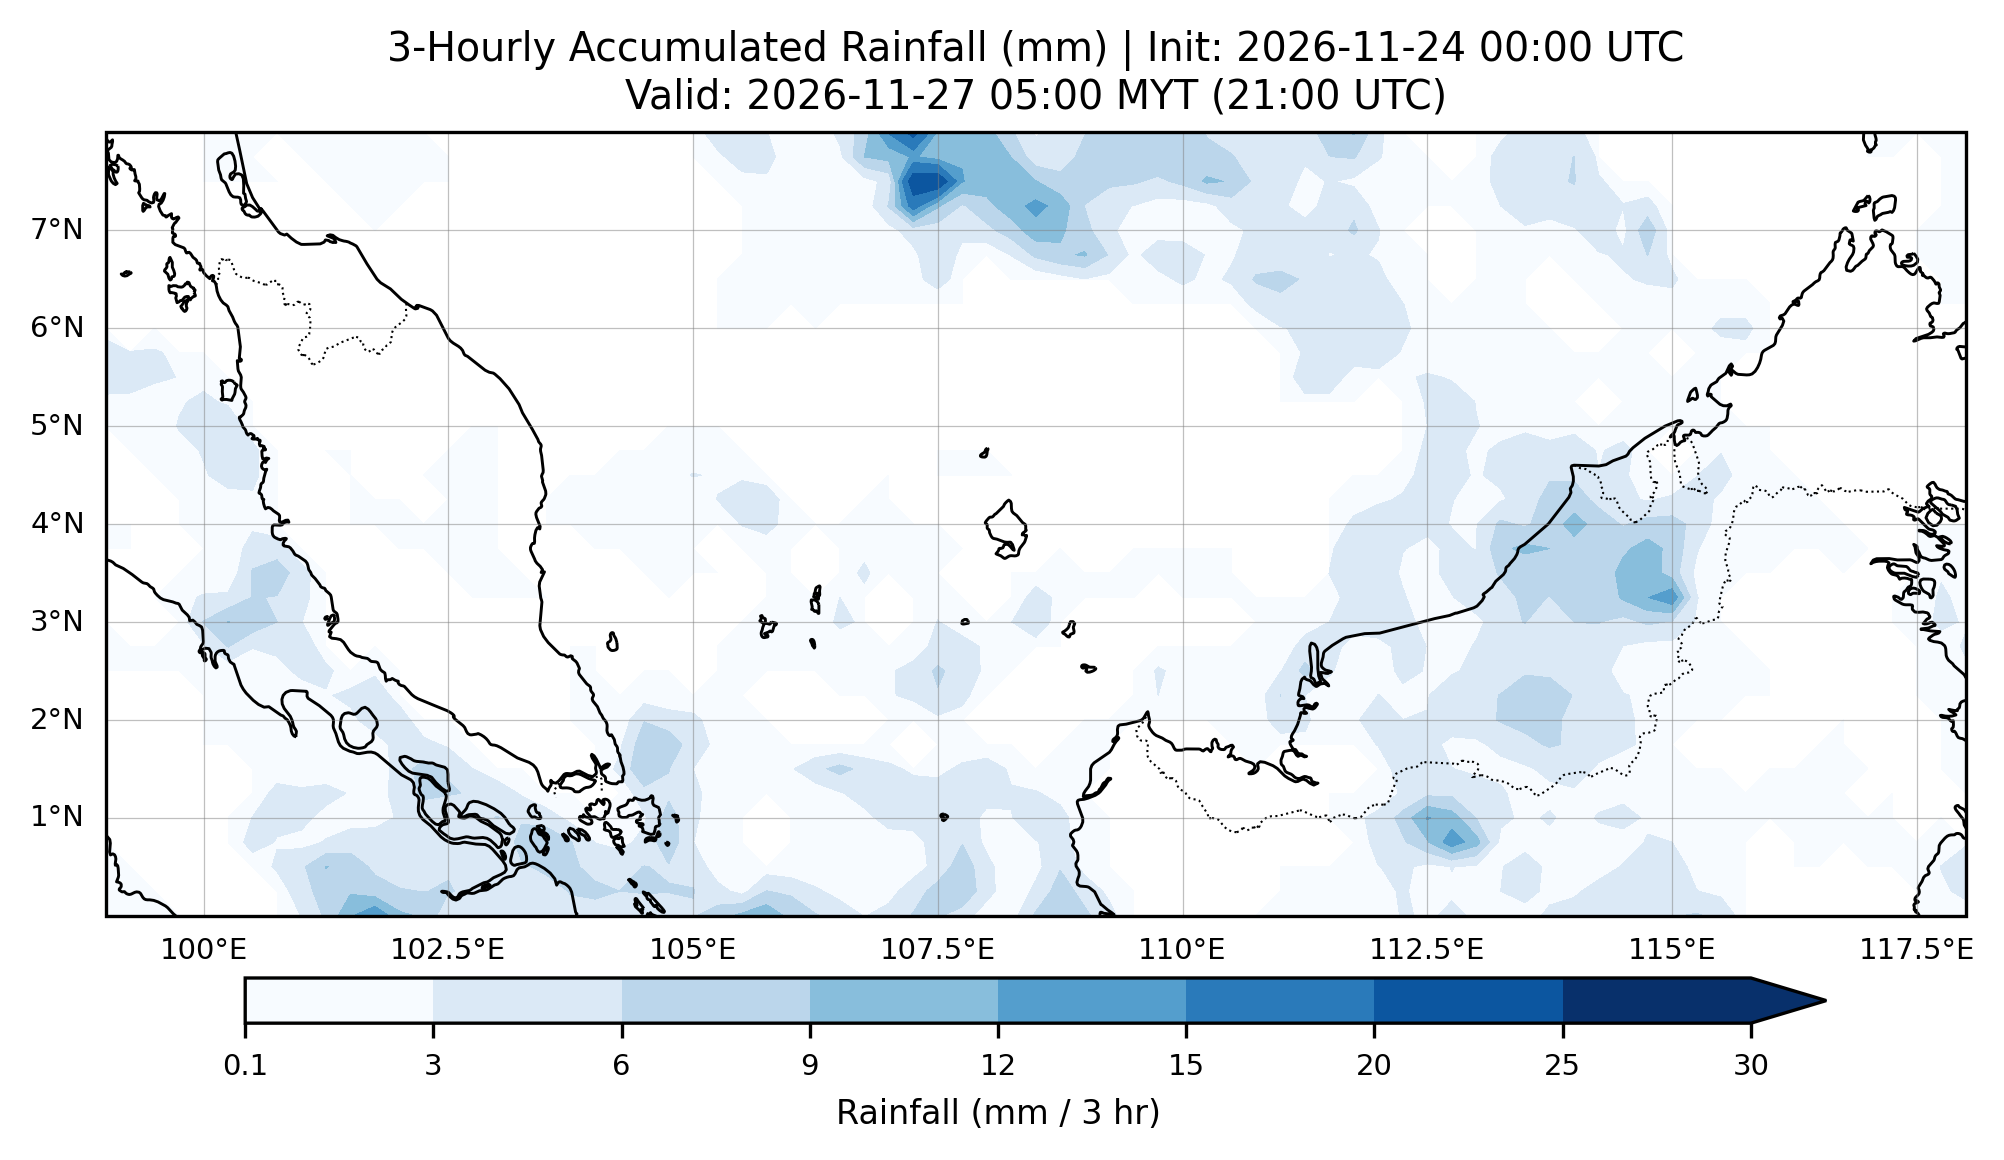 3-Hourly Accumulated Rainfall (mm) | Init: 2026-11-24 00:00 UTC
Valid: 2026-11-27 05:00 MYT (21:00 UTC)
7°N
6°N
5°N
4°N
3°N
2°N
1°N
100°E 102.5°E 105°E 107.5°E 110°E 112.5°E 115°E 117.5°E
0.1 3 6 9 12 15 20 25 30
Rainfall (mm / 3 hr)